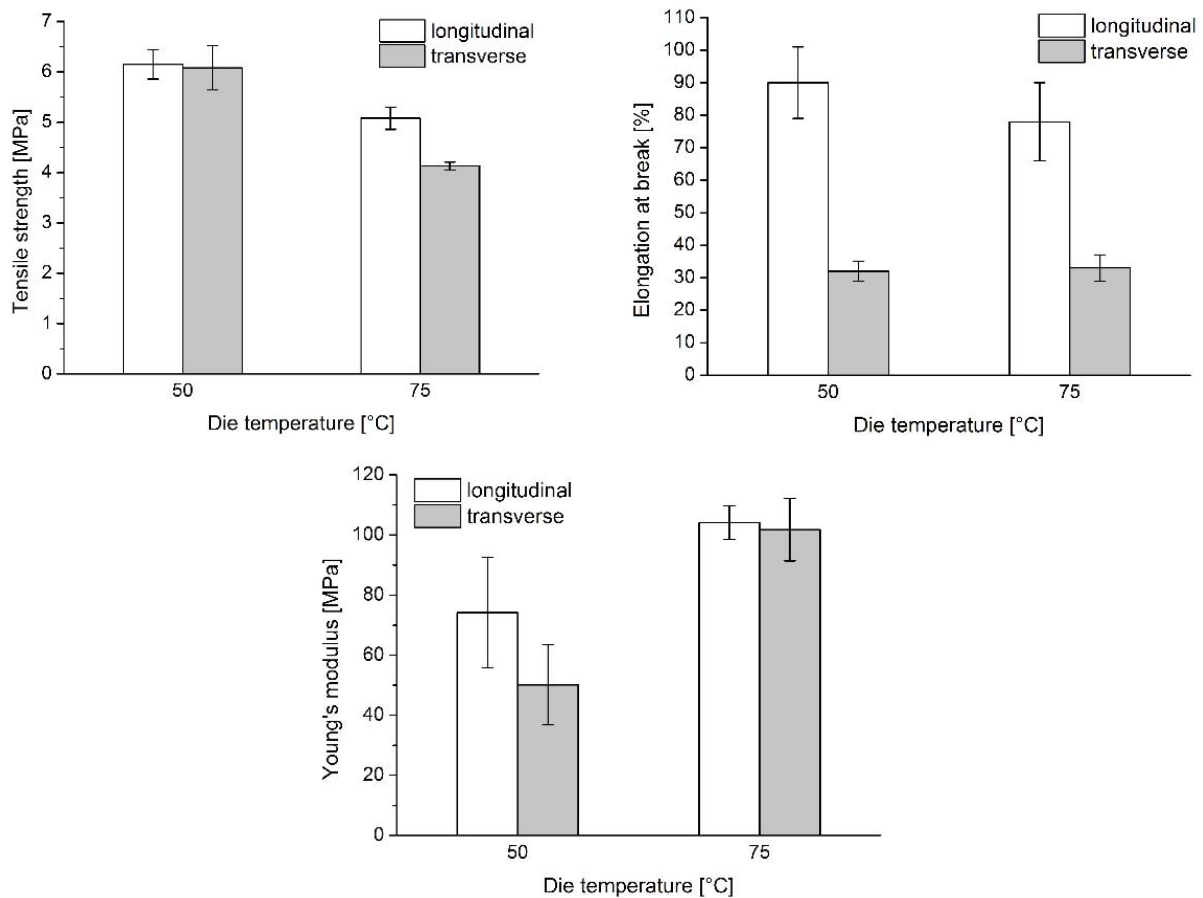 Tensile strength [MPa]
7
6
5
4
3
2
1
0
longitudinal
transverse
50 75
Die temperature [°C]
Elongation at break [%]
110
100
90
80
70
60
50
40
30
20
10
0
longitudinal
transverse
50 75
Die temperature [°C]
Young's modulus [MPa]
120
100
80
60
40
20
0
longitudinal
transverse
50 75
Die temperature [°C]